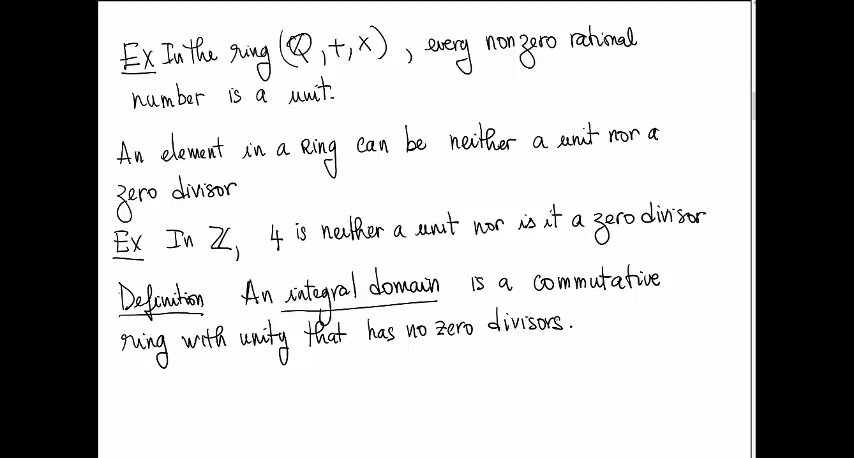 Ex In the ring (ℚ, +, ×), every nonzero rational
number is a unit.
An element in a Ring can be neither a unit nor a
zero divisor
Ex In ℤ, 4 is neither a unit nor is it a zero divisor
Definition An integral domain is a commutative
ring with unity that has no zero divisors.